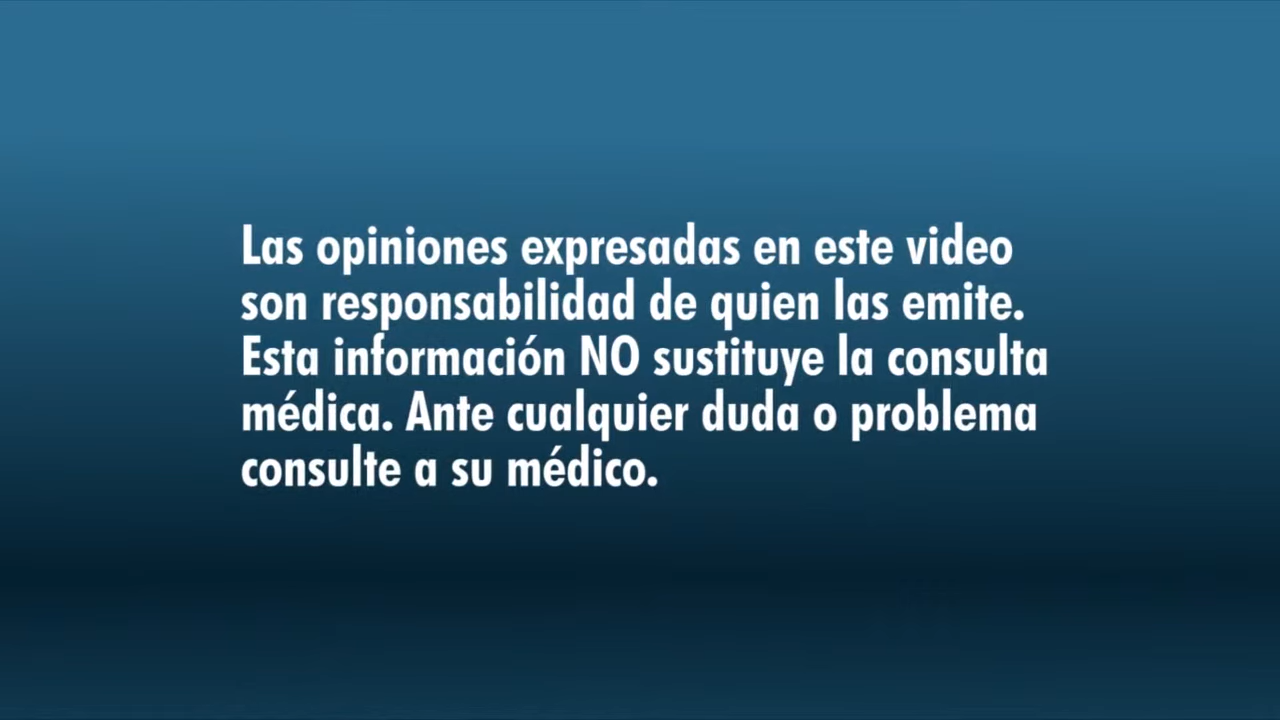 Las opiniones expresadas en este video
son responsabilidad de quien las emite.
Esta información NO sustituye la consulta
médica. Ante cualquier duda o problema
consulte a su médico.